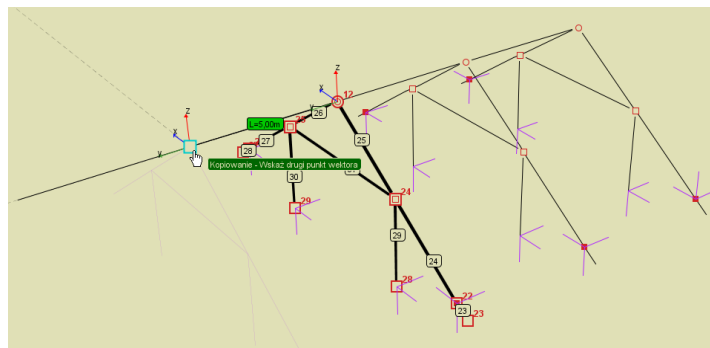 z
x
12
L=5,00m
z
x
y
26
25
27
28
25
Kopiowanie - Wskaż drugi punkt wektora
30
24
29
29
24
28
22
23
23